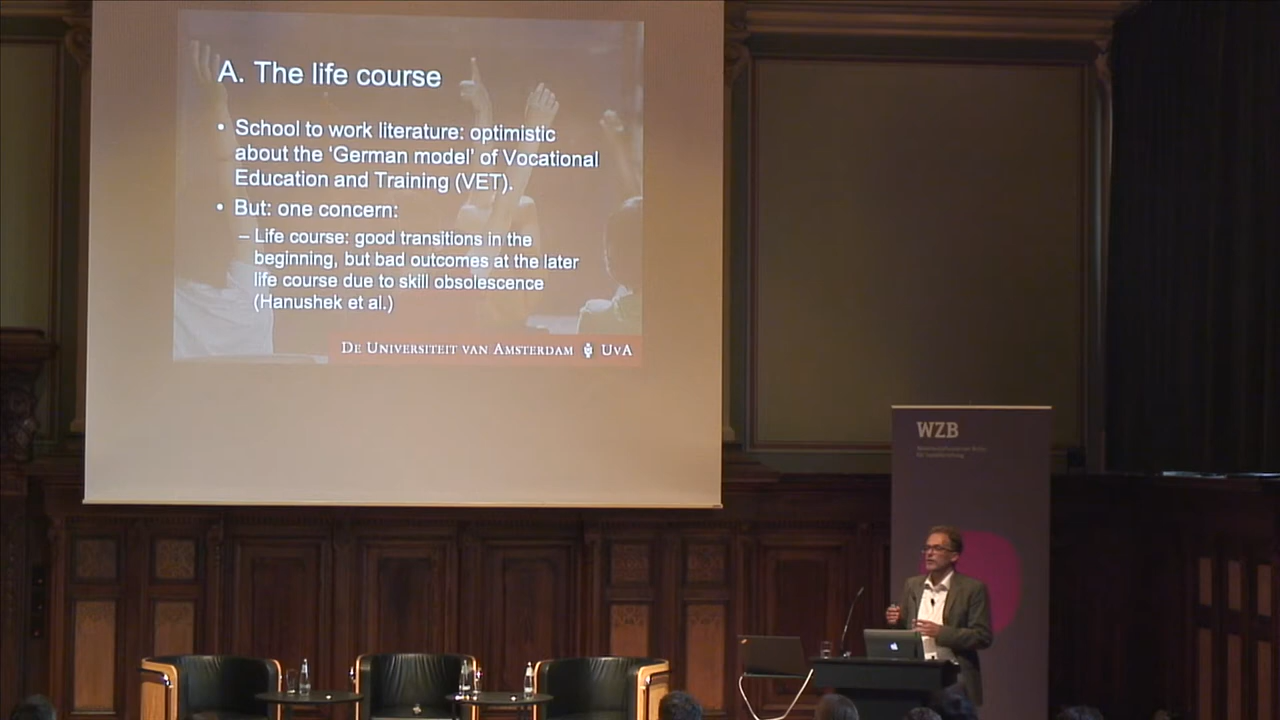 A. The life course
• School to work literature: optimistic
about the 'German model' of Vocational
Education and Training (VET).
• But: one concern:
– Life course: good transitions in the
beginning, but bad outcomes at the later
life course due to skill obsolescence
(Hanushek et al.)
DE UNIVERSITEIT VAN AMSTERDAM UvA
WZB